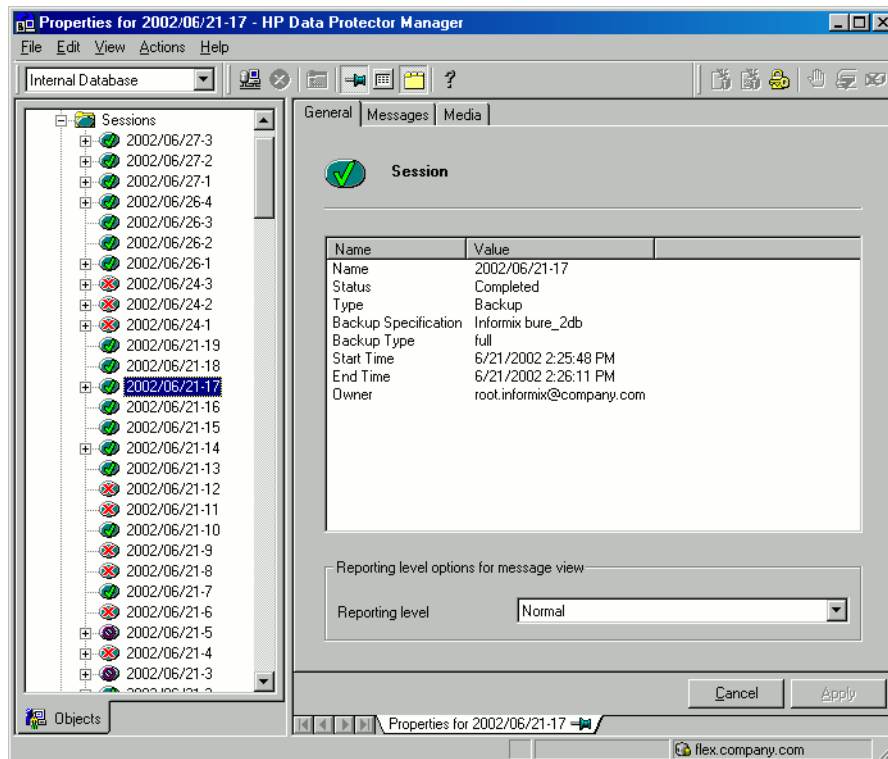 Properties for 2002/06/21-17 - HP Data Protector Manager
File Edit View Actions Help
Internal Database
Sessions
2002/06/27-3
2002/06/27-2
2002/06/27-1
2002/06/26-4
2002/06/26-3
2002/06/26-2
2002/06/26-1
2002/06/24-3
2002/06/24-2
2002/06/24-1
2002/06/21-19
2002/06/21-18
2002/06/21-17
2002/06/21-16
2002/06/21-15
2002/06/21-14
2002/06/21-13
2002/06/21-12
2002/06/21-11
2002/06/21-10
2002/06/21-9
2002/06/21-8
2002/06/21-7
2002/06/21-6
2002/06/21-5
2002/06/21-4
2002/06/21-3
Objects
General Messages Media
Session
Name Value
Name 2002/06/21-17
Status Completed
Type Backup
Backup Specification Informix bure_2db
Backup Type full
Start Time 6/21/2002 2:25:48 PM
End Time 6/21/2002 2:26:11 PM
Owner root.informix@company.com
Reporting level options for message view
Reporting level Normal
Cancel Apply
Properties for 2002/06/21-17
flex.company.com